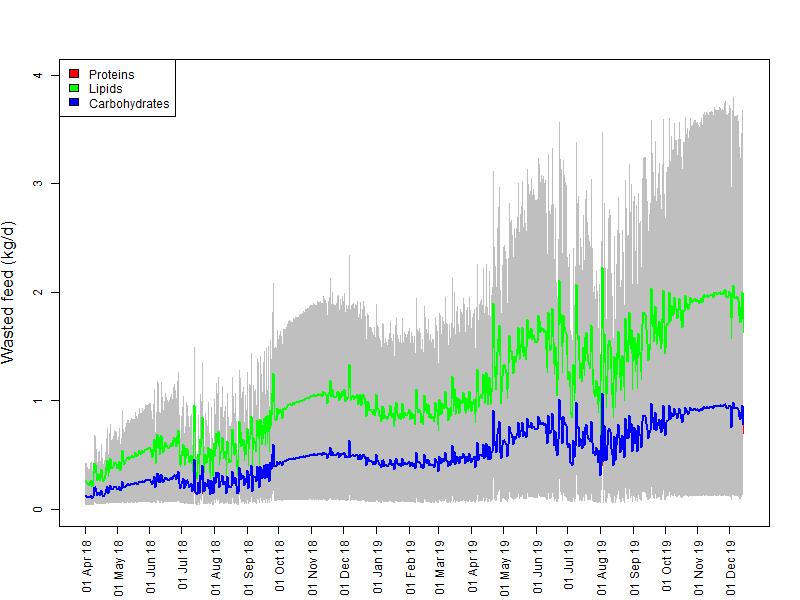 Proteins
Lipids
Carbohydrates
Wasted feed (kg/d)
4
3
2
1
0
01 Apr 18
01 May 18
01 Jun 18
01 Jul 18
01 Aug 18
01 Sep 18
01 Oct 18
01 Nov 18
01 Dec 18
01 Jan 19
01 Feb 19
01 Mar 19
01 Apr 19
01 May 19
01 Jun 19
01 Jul 19
01 Aug 19
01 Sep 19
01 Oct 19
01 Nov 19
01 Dec 19